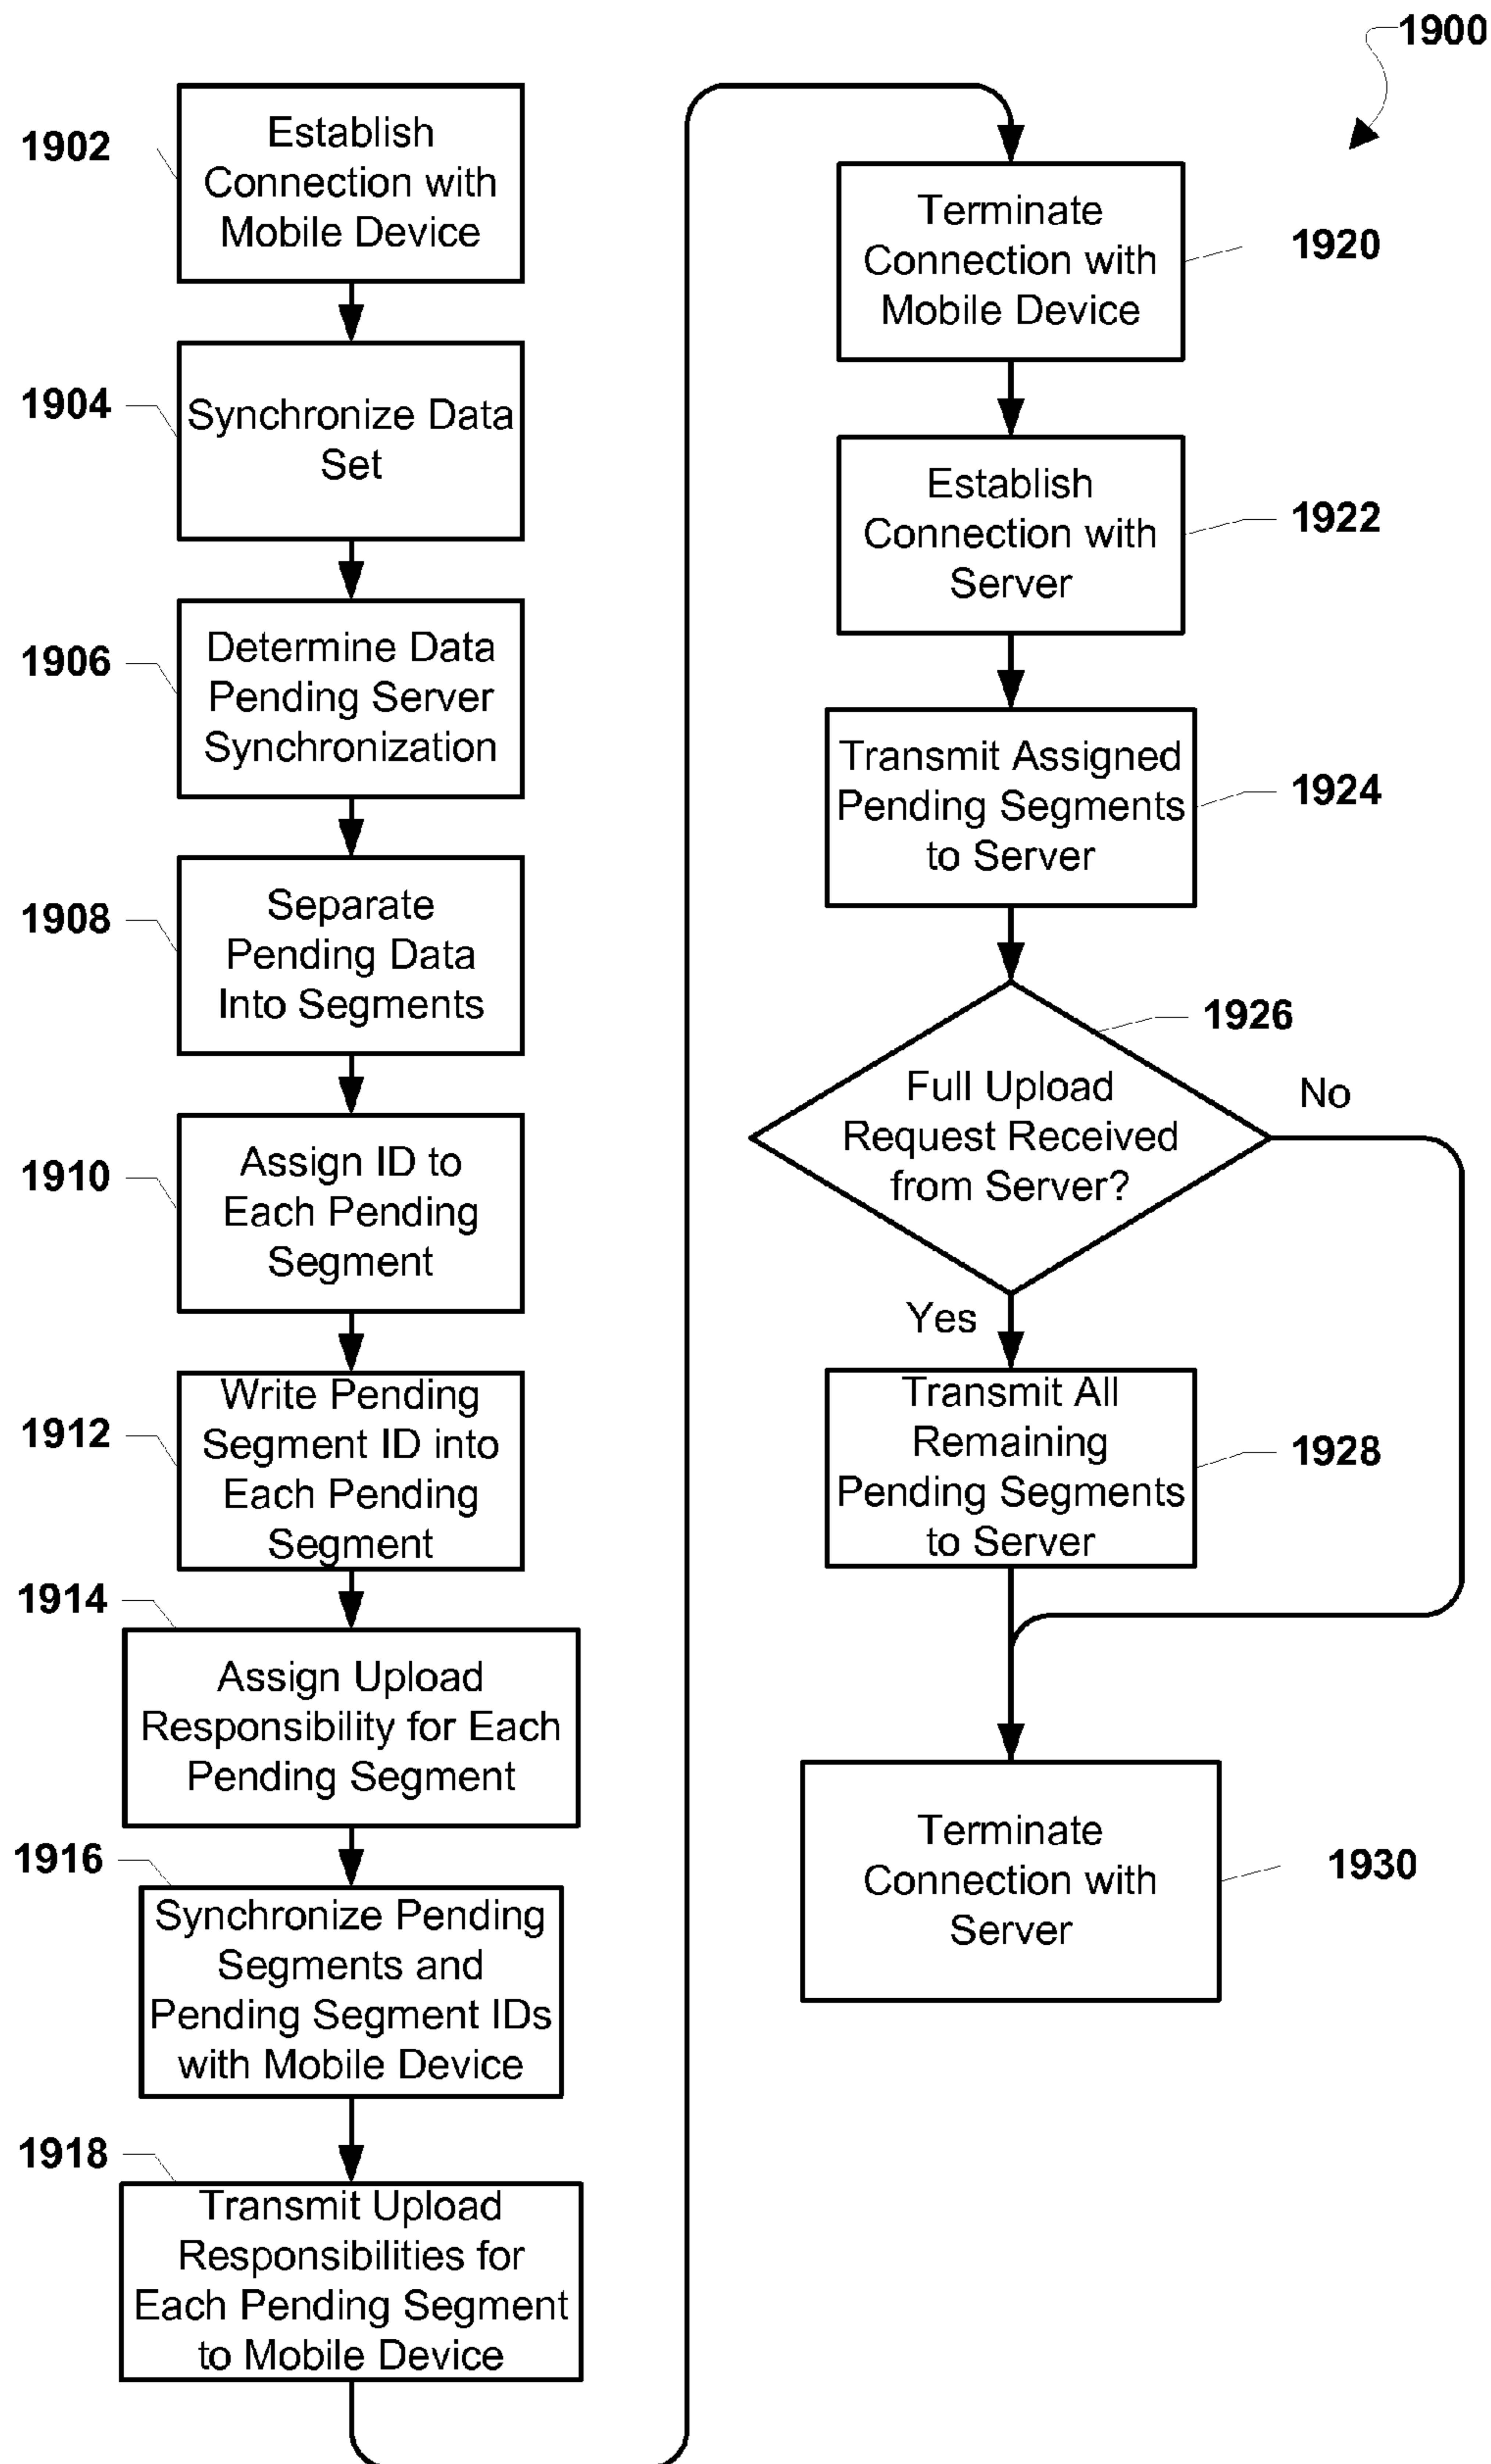 1900
1902
Establish
Connection with
Mobile Device
1904
Synchronize Data
Set
1906
Determine Data
Pending Server
Synchronization
1908
Separate
Pending Data
Into Segments
1910
Assign ID to
Each Pending
Segment
1912
Write Pending
Segment ID into
Each Pending
Segment
1914
Assign Upload
Responsibility for Each
Pending Segment
1916
Synchronize Pending
Segments and
Pending Segment IDs
with Mobile Device
1918
Transmit Upload
Responsibilities for
Each Pending Segment
to Mobile Device
Terminate
Connection with
Mobile Device
1920
Establish
Connection with
Server
1922
Transmit Assigned
Pending Segments
to Server
1924
1926
Full Upload
Request Received
from Server?
No
Yes
Transmit All
Remaining
Pending Segments
to Server
1928
Terminate
Connection with
Server
1930